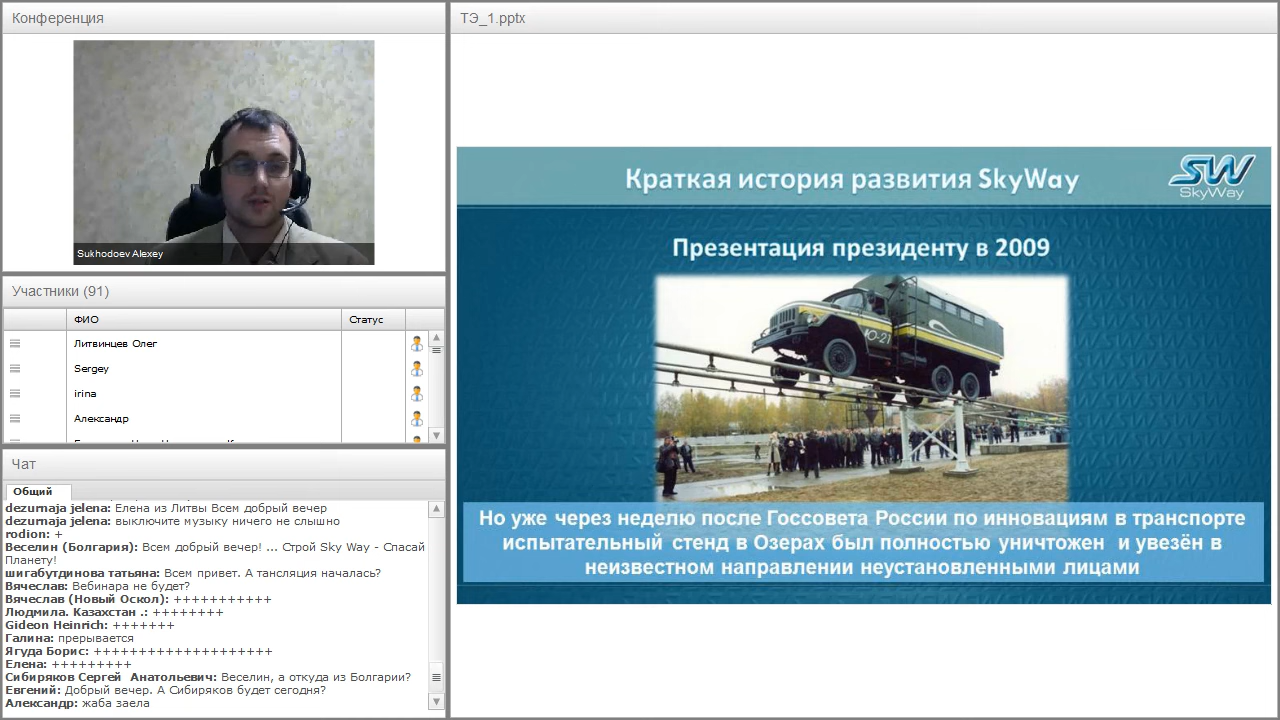 Конференция
Sukhodoev Alexey
Участники (91)
ФИО
Статус
Литвинцев Олег
Sergey
irina
Александр
Чат
Общий
dezurnaja jelena: Елена из Литвы Всем добрый вечер
dezurnaja jelena: выключите музыку ничего не слышно
rodion: +
Веселин (Болгария): Всем добрый вечер! ... Строй Sky Way - Спасай
Планету!
шигабутдинова татьяна: Всем привет. А тансляция началась?
Вячеслав: Вебинара не будет?
Вячеслав (Новый Оскол): +++++++++++
Людмила. Казахстан .: ++++++++
Gideon Heinrich: +++++++
Галина: прерывается
Ягуда Борис: ++++++++++++++++++++
Елена: +++++++++
Сибиряков Сергей  Анатольевич: Веселин, а откуда из Болгарии?
Евгений: Добрый вечер. А Сибиряков будет сегодня?
Александр: жаба заела
ТЭ_1.pptx
Краткая история развития SkyWay
SW
SkyWay
Презентация президенту в 2009
Ю-21
Но уже через неделю после Госсовета России по инновациям в транспорте
испытательный стенд в Озерах был полностью уничтожен и увезён в
неизвестном направлении неустановленными лицами